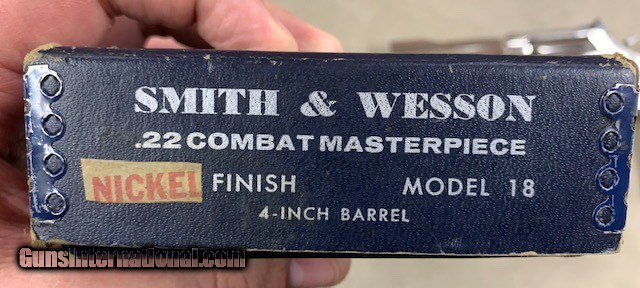 SMITH & WESSON
.22 COMBAT MASTERPIECE
NICKEL FINISH MODEL 18
4-INCH BARREL
GunsInternational.com